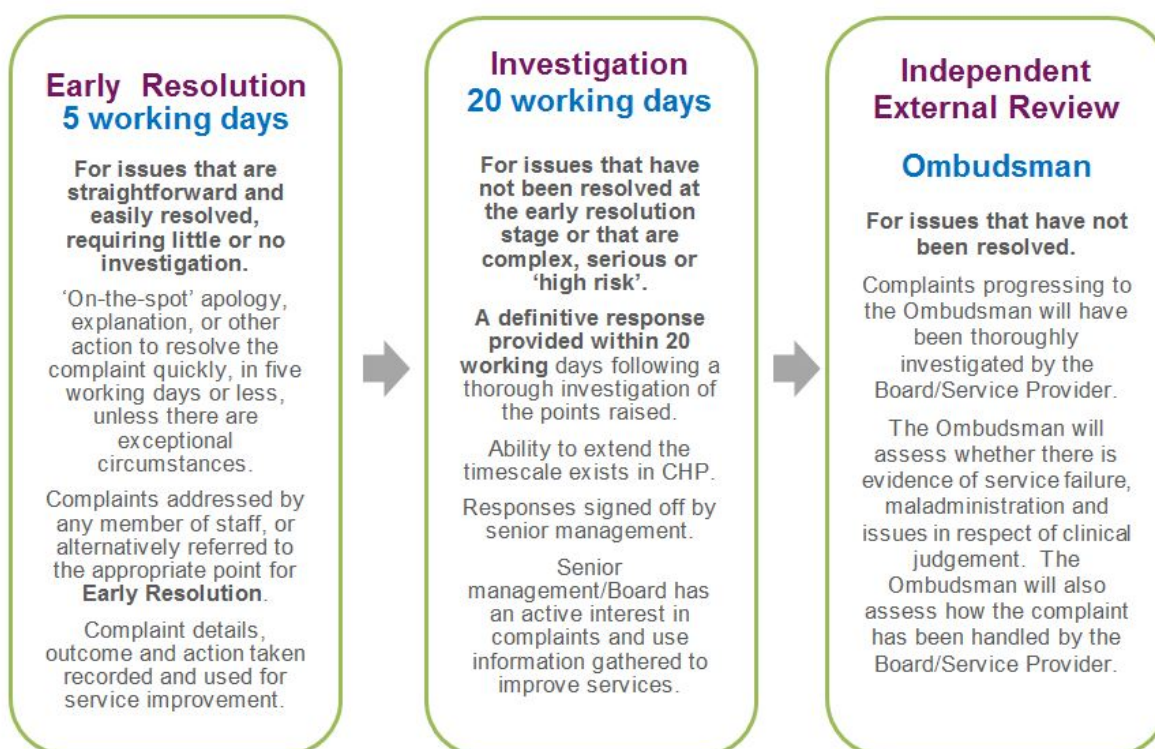 Early Resolution
5 working days
For issues that are
straightforward and
easily resolved,
requiring little or no
investigation.
‘On-the-spot’ apology,
explanation, or other
action to resolve the
complaint quickly, in five
working days or less,
unless there are
exceptional
circumstances.
Complaints addressed by
any member of staff, or
alternatively referred to
the appropriate point for
Early Resolution.
Complaint details,
outcome and action taken
recorded and used for
service improvement.
Investigation
20 working days
For issues that have
not been resolved at
the early resolution
stage or that are
complex, serious or
‘high risk’.
A definitive response
provided within 20
working days following a
thorough investigation of
the points raised.
Ability to extend the
timescale exists in CHP.
Responses signed off by
senior management.
Senior
management/Board has
an active interest in
complaints and use
information gathered to
improve services.
Independent
External Review
Ombudsman
For issues that have not
been resolved.
Complaints progressing to
the Ombudsman will have
been thoroughly
investigated by the
Board/Service Provider.
The Ombudsman will
assess whether there is
evidence of service failure,
maladministration and
issues in respect of clinical
judgement. The
Ombudsman will also
assess how the complaint
has been handled by the
Board/Service Provider.